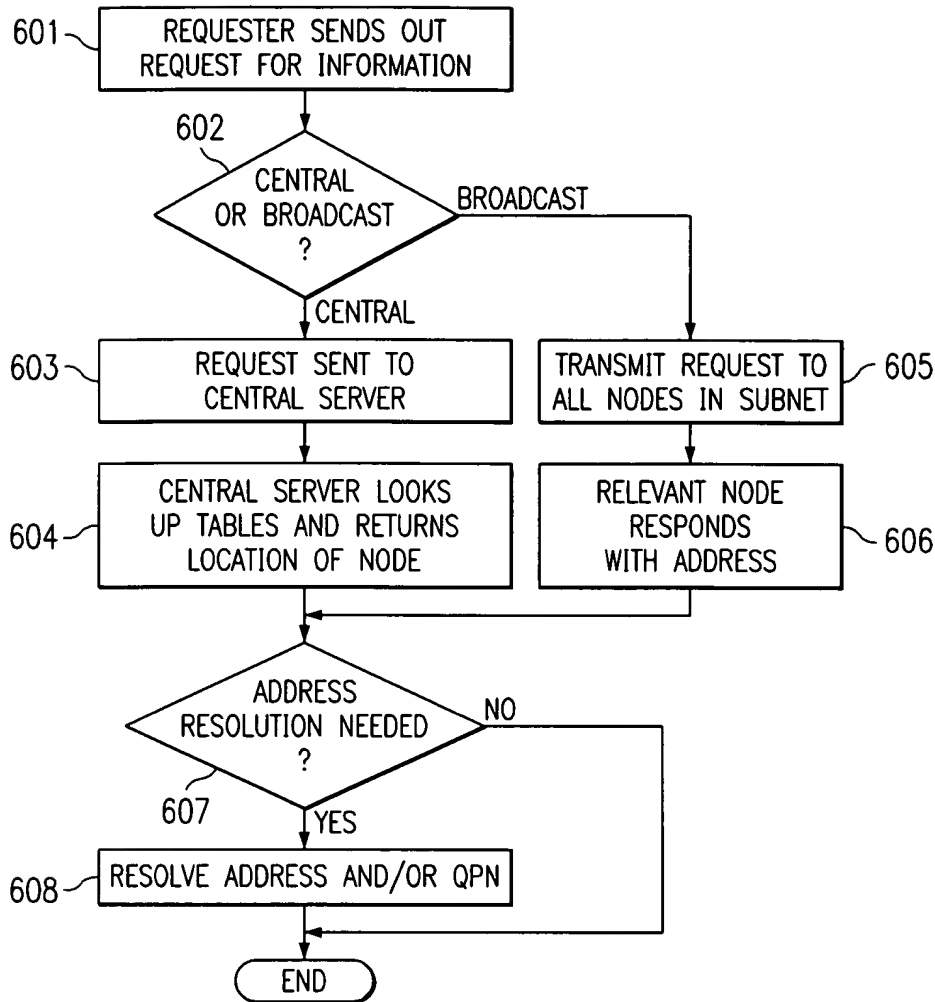 601
REQUESTER SENDS OUT
REQUEST FOR INFORMATION
602
CENTRAL
OR BROADCAST
?
BROADCAST
CENTRAL
603
REQUEST SENT TO
CENTRAL SERVER
TRANSMIT REQUEST TO
ALL NODES IN SUBNET
605
604
CENTRAL SERVER LOOKS
UP TABLES AND RETURNS
LOCATION OF NODE
RELEVANT NODE
RESPONDS
WITH ADDRESS
606
ADDRESS
RESOLUTION NEEDED
?
NO
607
YES
608
RESOLVE ADDRESS AND/OR QPN
END